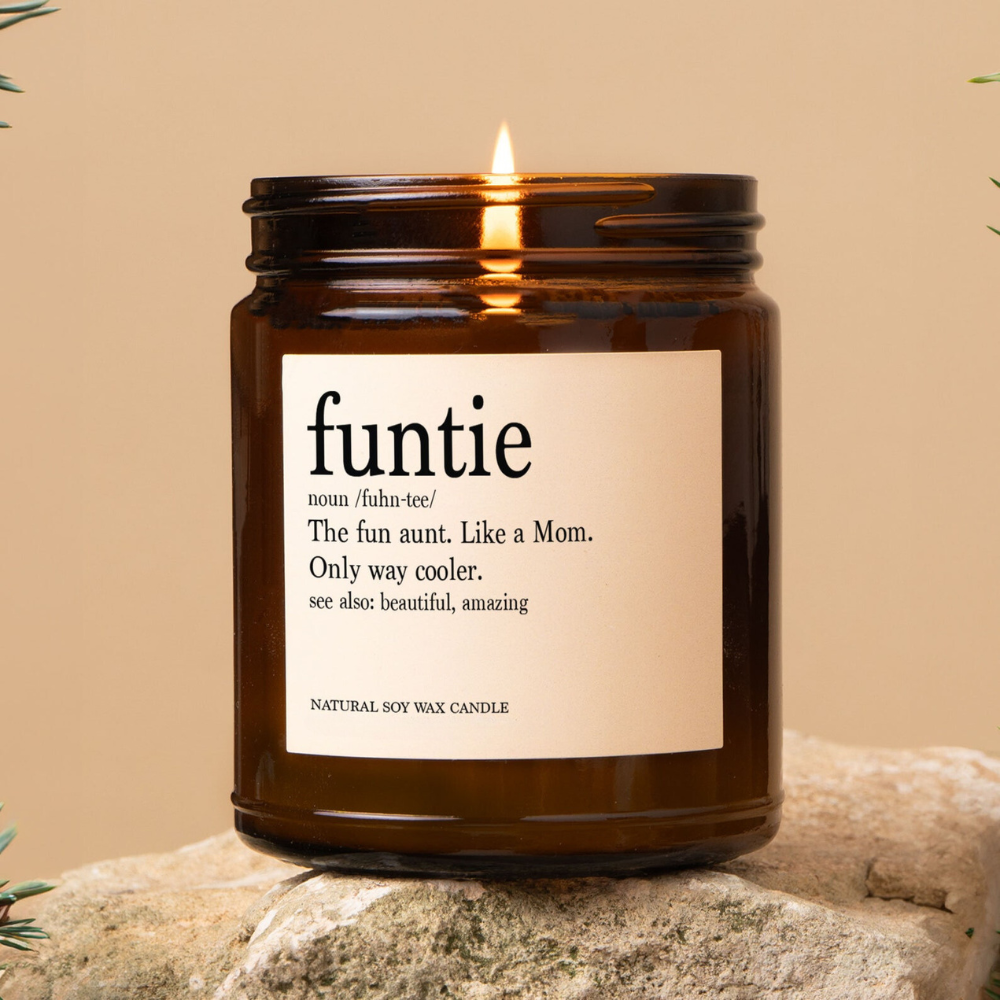 funtie
noun /fuhn-tee/
The fun aunt. Like a Mom.
Only way cooler.
see also: beautiful, amazing
NATURAL SOY WAX CANDLE